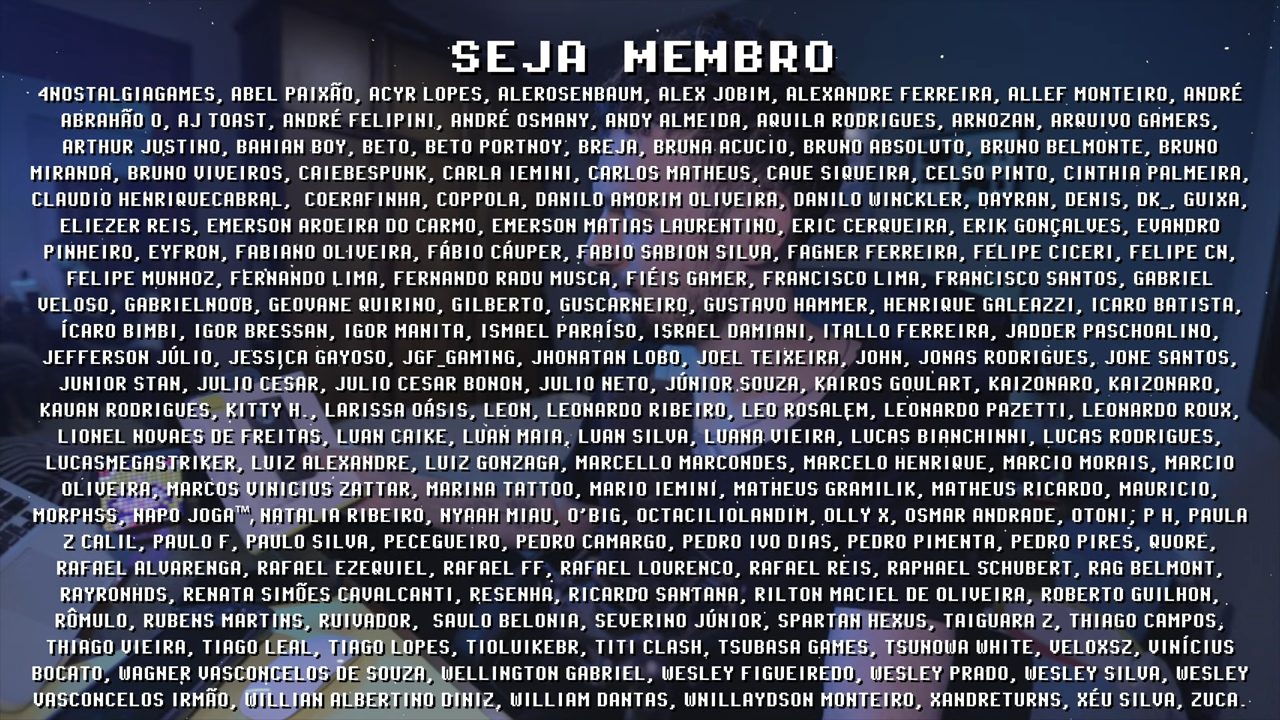 SEJA MEMBRO
4NOSTALGIAGAMES, ABEL PAIXÃO, ACYR LOPES, ALEROSENBAUM, ALEX JOBIM, ALEXANDRE FERREIRA, ALLEF MONTEIRO, ANDRÉ
ABRAHÃO O, AJ TOAST, ANDRÉ FELIPINI, ANDRÉ OSMANY, ANDY ALMEIDA, AQUILA RODRIGUES, ARNOZAN, ARQUIVO GAMERS,
ARTHUR JUSTINO, BAHIAN BOY, BETO, BETO PORTNOY, BREJA, BRUNA ACUCIO, BRUNO ABSOLUTO, BRUNO BELMONTE, BRUNO
MIRANDA, BRUNO VIVEIROS, CAIEBESPUNK, CARLA IEMINI, CARLOS MATHEUS, CAVE SIQUEIRA, CELSO PINTO, CINTHIA PALMEIRA,
CLAUDIO HENRIQUECABRAL, COERAFINHA, COPPOLA, DANILO AMORIM OLIVEIRA, DANILO WINCKLER, DAYRAN, DENIS, DK_, GUIXA,
ELIEZER REIS, EMERSON AROEIRA DO CARMO, EMERSON MATIAS LAURENTINO, ERIC CERQUEIRA, ERIK GONÇALVES, EVANDRO
PINHEIRO, EYFRON, FABIANO OLIVEIRA, FÁBIO CÁUPER, FABIO SABION SILVA, FAGNER FERREIRA, FELIPE CICERI, FELIPE CN,
FELIPE MUNHOZ, FERNANDO LIMA, FERNANDO RADU MUSCA, FIÉIS GAMER, FRANCISCO LIMA, FRANCISCO SANTOS, GABRIEL
VELOSO, GABRIELNOOB, GEOVANE QUIRINO, GILBERTO, GUSCARNEIRO, GUSTAVO HAMMER, HENRIQUE GALEAZZI, ICARO BATISTA,
ÍCARO BIMBI, IGOR BRESSAN, IGOR MANITA, ISMAEL PARAÍSO, ISRAEL DAMIANI, ITALLO FERREIRA, JADDER PASCHOALINO,
JEFFERSON JÚLIO, JESSICA GAYOSO, JGF_GAM1NG, JHONATAN LOBO, JOEL TEIXEIRA, JOHN, JONAS RODRIGUES, JONE SANTOS,
JUNIOR STAN, JULIO CESAR, JULIO CESAR BONON, JULIO NETO, JÚNIOR SOUZA, KAIROS GOULART, KAIZONARO, KAIZONARO,
KAUAN RODRIGUES, KITTY H., LARISSA OÁSIS, LEON, LEONARDO RIBEIRO, LEO ROSALEM, LEONARDO PAZETTI, LEONARDO ROUX,
LIONEL NOVAES DE FREITAS, LUAN CAIKE, LUAN MAIA, LUAN SILVA, LUANA VIEIRA, LUCAS BIANCHINNI, LUCAS RODRIGUES,
LUCASMEGASTRIKER, LUIZ ALEXANDRE, LUIZ GONZAGA, MARCELLO MARCONDES, MARCELO HENRIQUE, MARCIO MORAIS, MARCIO
OLIVEIRA, MARCOS VINICIUS ZATTAR, MARINA TATTOO, MARIO IEMINI, MATHEUS GRAMILIK, MATHEUS RICARDO, MAURICIO,
MORPHSS, NAPO JOGA™, NATALIA RIBEIRO, NYAAH MIAU, O'BIG, OCTACILIOLANDIM, OLLY X, OSMAR ANDRADE, OTONI, P H, PAULA
Z CALIL, PAULO F, PAULO SILVA, PECEGUEIRO, PEDRO CAMARGO, PEDRO IVO DIAS, PEDRO PIMENTA, PEDRO PIRES, QUORE,
RAFAEL ALVARENGA, RAFAEL EZEQUIEL, RAFAEL FF, RAFAEL LOURENCO, RAFAEL REIS, RAPHAEL SCHUBERT, RAG BELMONT,
RAYRONHDS, RENATA SIMÕES CAVALCANTI, RESENHA, RICARDO SANTANA, RILTON MACIEL DE OLIVEIRA, ROBERTO GUILHON,
RÔMULO, RUBENS MARTINS, RUIVADOR, SAULO BELONIA, SEVERINO JÚNIOR, SPARTAN HEXUS, TAIGUARA Z, THIAGO CAMPOS,
THIAGO VIEIRA, TIAGO LEAL, TIAGO LOPES, TIOLUIKEBR, TITI CLASH, TSUBASA GAMES, TSUNOWA WHITE, VELOXSZ, VINÍCIUS
BOCATO, WAGNER VASCONCELOS DE SOUZA, WELLINGTON GABRIEL, WESLEY FIGUEIREDO, WESLEY PRADO, WESLEY SILVA, WESLEY
VASCONCELOS IRMÃO, WILLIAN ALBERTINO DINIZ, WILLIAM DANTAS, WNILLAYDSON MONTEIRO, XANDRETURNS, XÉU SILVA, ZUCA.